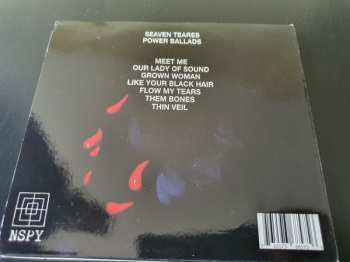 SEAVEN TEARES
POWER BALLADS
MEET ME
OUR LADY OF SOUND
GROWN WOMAN
LIKE YOUR BLACK HAIR
FLOW MY TEARS
THEM BONES
THIN VEIL
NSPY